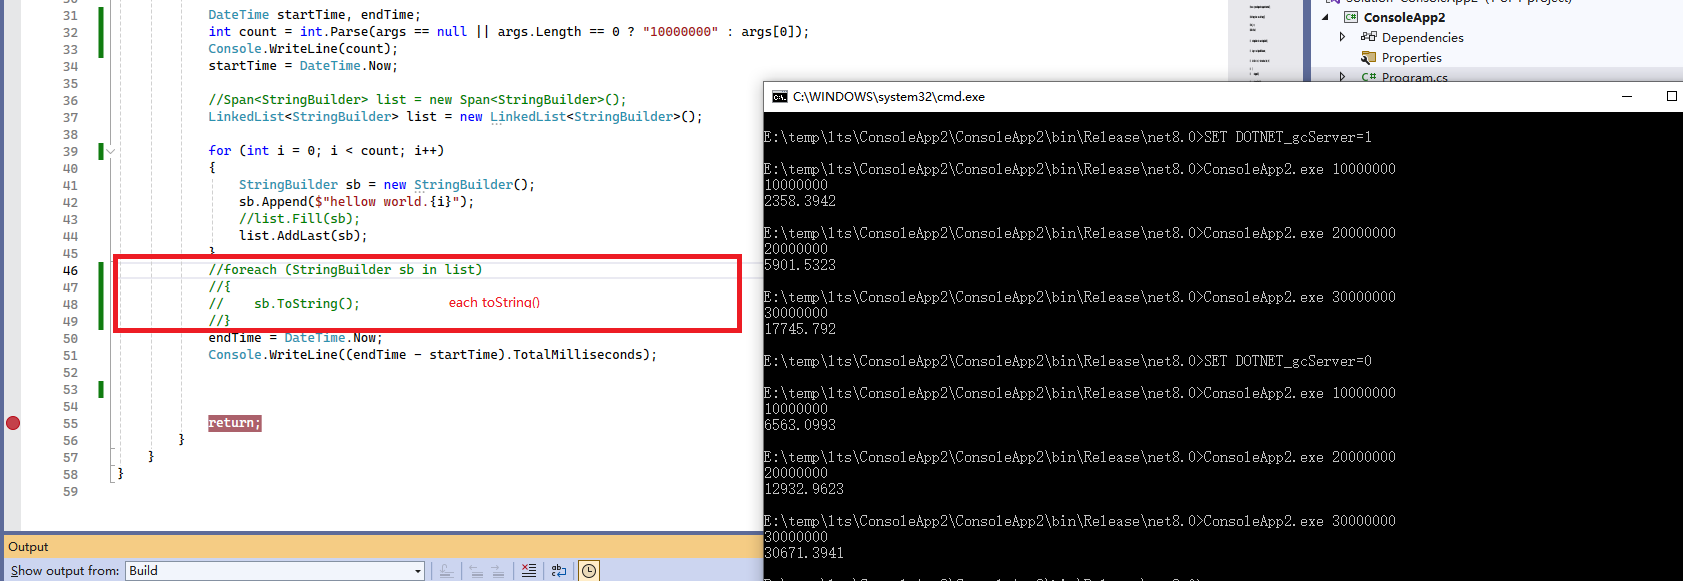 31 DateTime startTime, endTime;
32 int count = int.Parse(args == null || args.Length == 0 ? "10000000" : args[0]);
33 Console.WriteLine(count);
34 startTime = DateTime.Now;
35
36 //Span<StringBuilder> list = new Span<StringBuilder>();
37 LinkedList<StringBuilder> list = new LinkedList<StringBuilder>();
38
39 for (int i = 0; i < count; i++)
40 {
41 StringBuilder sb = new StringBuilder();
42 sb.Append($"hellow world.{i}");
43 //list.Fill(sb);
44 list.AddLast(sb);
45 }
46 //foreach (StringBuilder sb in list)
47 //{
48 // sb.ToString(); each toString()
49 //}
50 endTime = DateTime.Now;
51 Console.WriteLine((endTime - startTime).TotalMilliseconds);
52
53
54
55 return;
56 }
57 }
58 }
59
Output
Show output from: Build
C# ConsoleApp2
Dependencies
Properties
C# Program.cs
C:\WINDOWS\system32\cmd.exe
E:\temp\lts\ConsoleApp2\ConsoleApp2\bin\Release\net8.0>SET DOTNET_gcServer=1
E:\temp\lts\ConsoleApp2\ConsoleApp2\bin\Release\net8.0>ConsoleApp2.exe 10000000
10000000
2358.3942
E:\temp\lts\ConsoleApp2\ConsoleApp2\bin\Release\net8.0>ConsoleApp2.exe 20000000
20000000
5901.5323
E:\temp\lts\ConsoleApp2\ConsoleApp2\bin\Release\net8.0>ConsoleApp2.exe 30000000
30000000
17745.792
E:\temp\lts\ConsoleApp2\ConsoleApp2\bin\Release\net8.0>SET DOTNET_gcServer=0
E:\temp\lts\ConsoleApp2\ConsoleApp2\bin\Release\net8.0>ConsoleApp2.exe 10000000
10000000
6563.0993
E:\temp\lts\ConsoleApp2\ConsoleApp2\bin\Release\net8.0>ConsoleApp2.exe 20000000
20000000
12932.9623
E:\temp\lts\ConsoleApp2\ConsoleApp2\bin\Release\net8.0>ConsoleApp2.exe 30000000
30000000
30671.3941